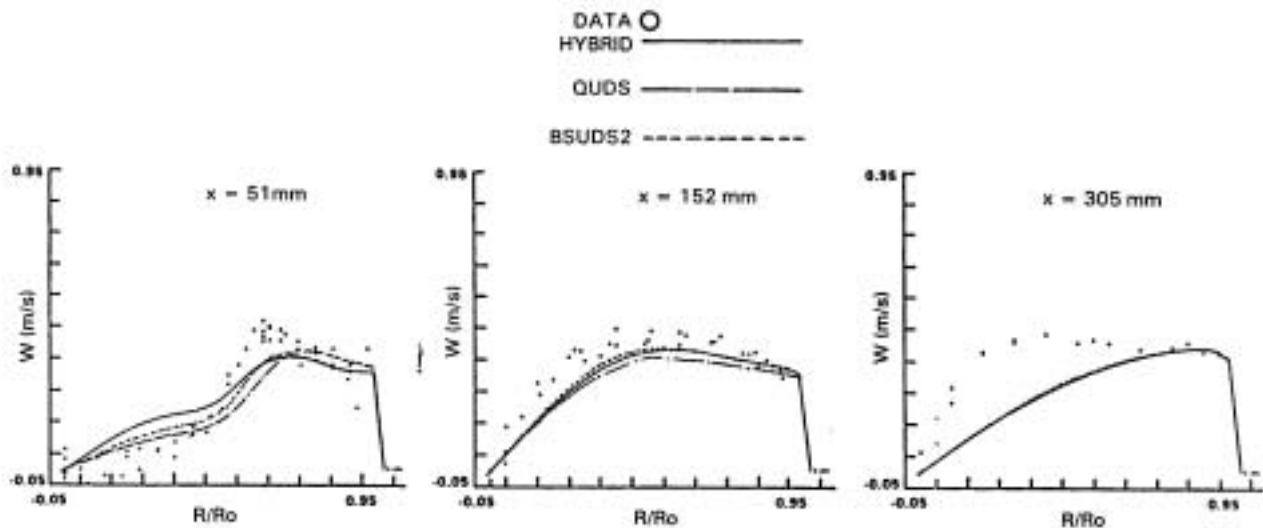 DATA
HYBRID
QUDS
BSUDS2
0.95
x = 51mm
W (m/s)
-0.05
-0.05
0.95
R/Ro
0.95
x = 152 mm
W (m/s)
-0.05
-0.05
0.95
R/Ro
0.95
x = 305 mm
W (m/s)
-0.05
-0.05
0.95
R/Ro